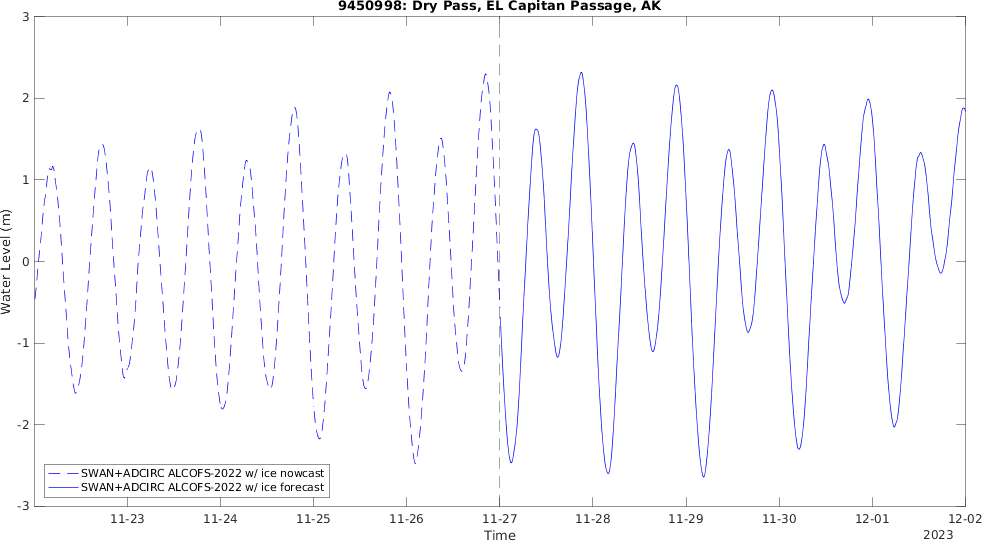 9450998: Dry Pass, EL Capitan Passage, AK
3
2
1
0
-1
-2
-3
Water Level (m)
SWAN+ADCIRC ALCOFS-2022 w/ ice nowcast
SWAN+ADCIRC ALCOFS-2022 w/ ice forecast
11-23 11-24 11-25 11-26 11-27 11-28 11-29 11-30 12-01 12-02
Time
2023